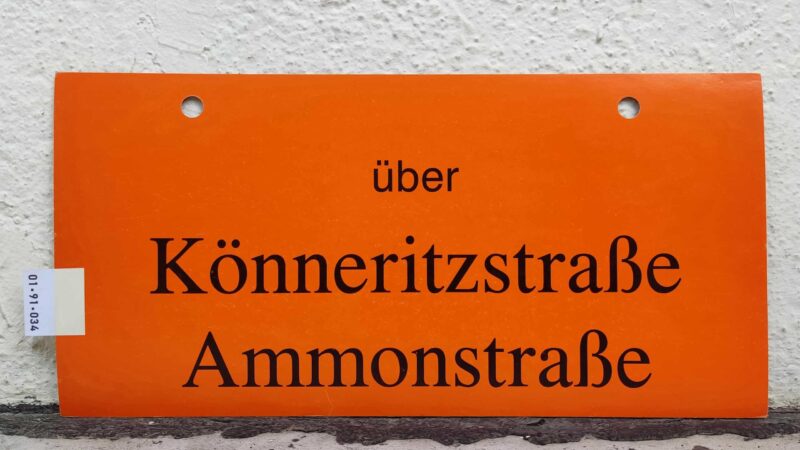 über
Könneritzstraße
Ammonstraße
01-91-034